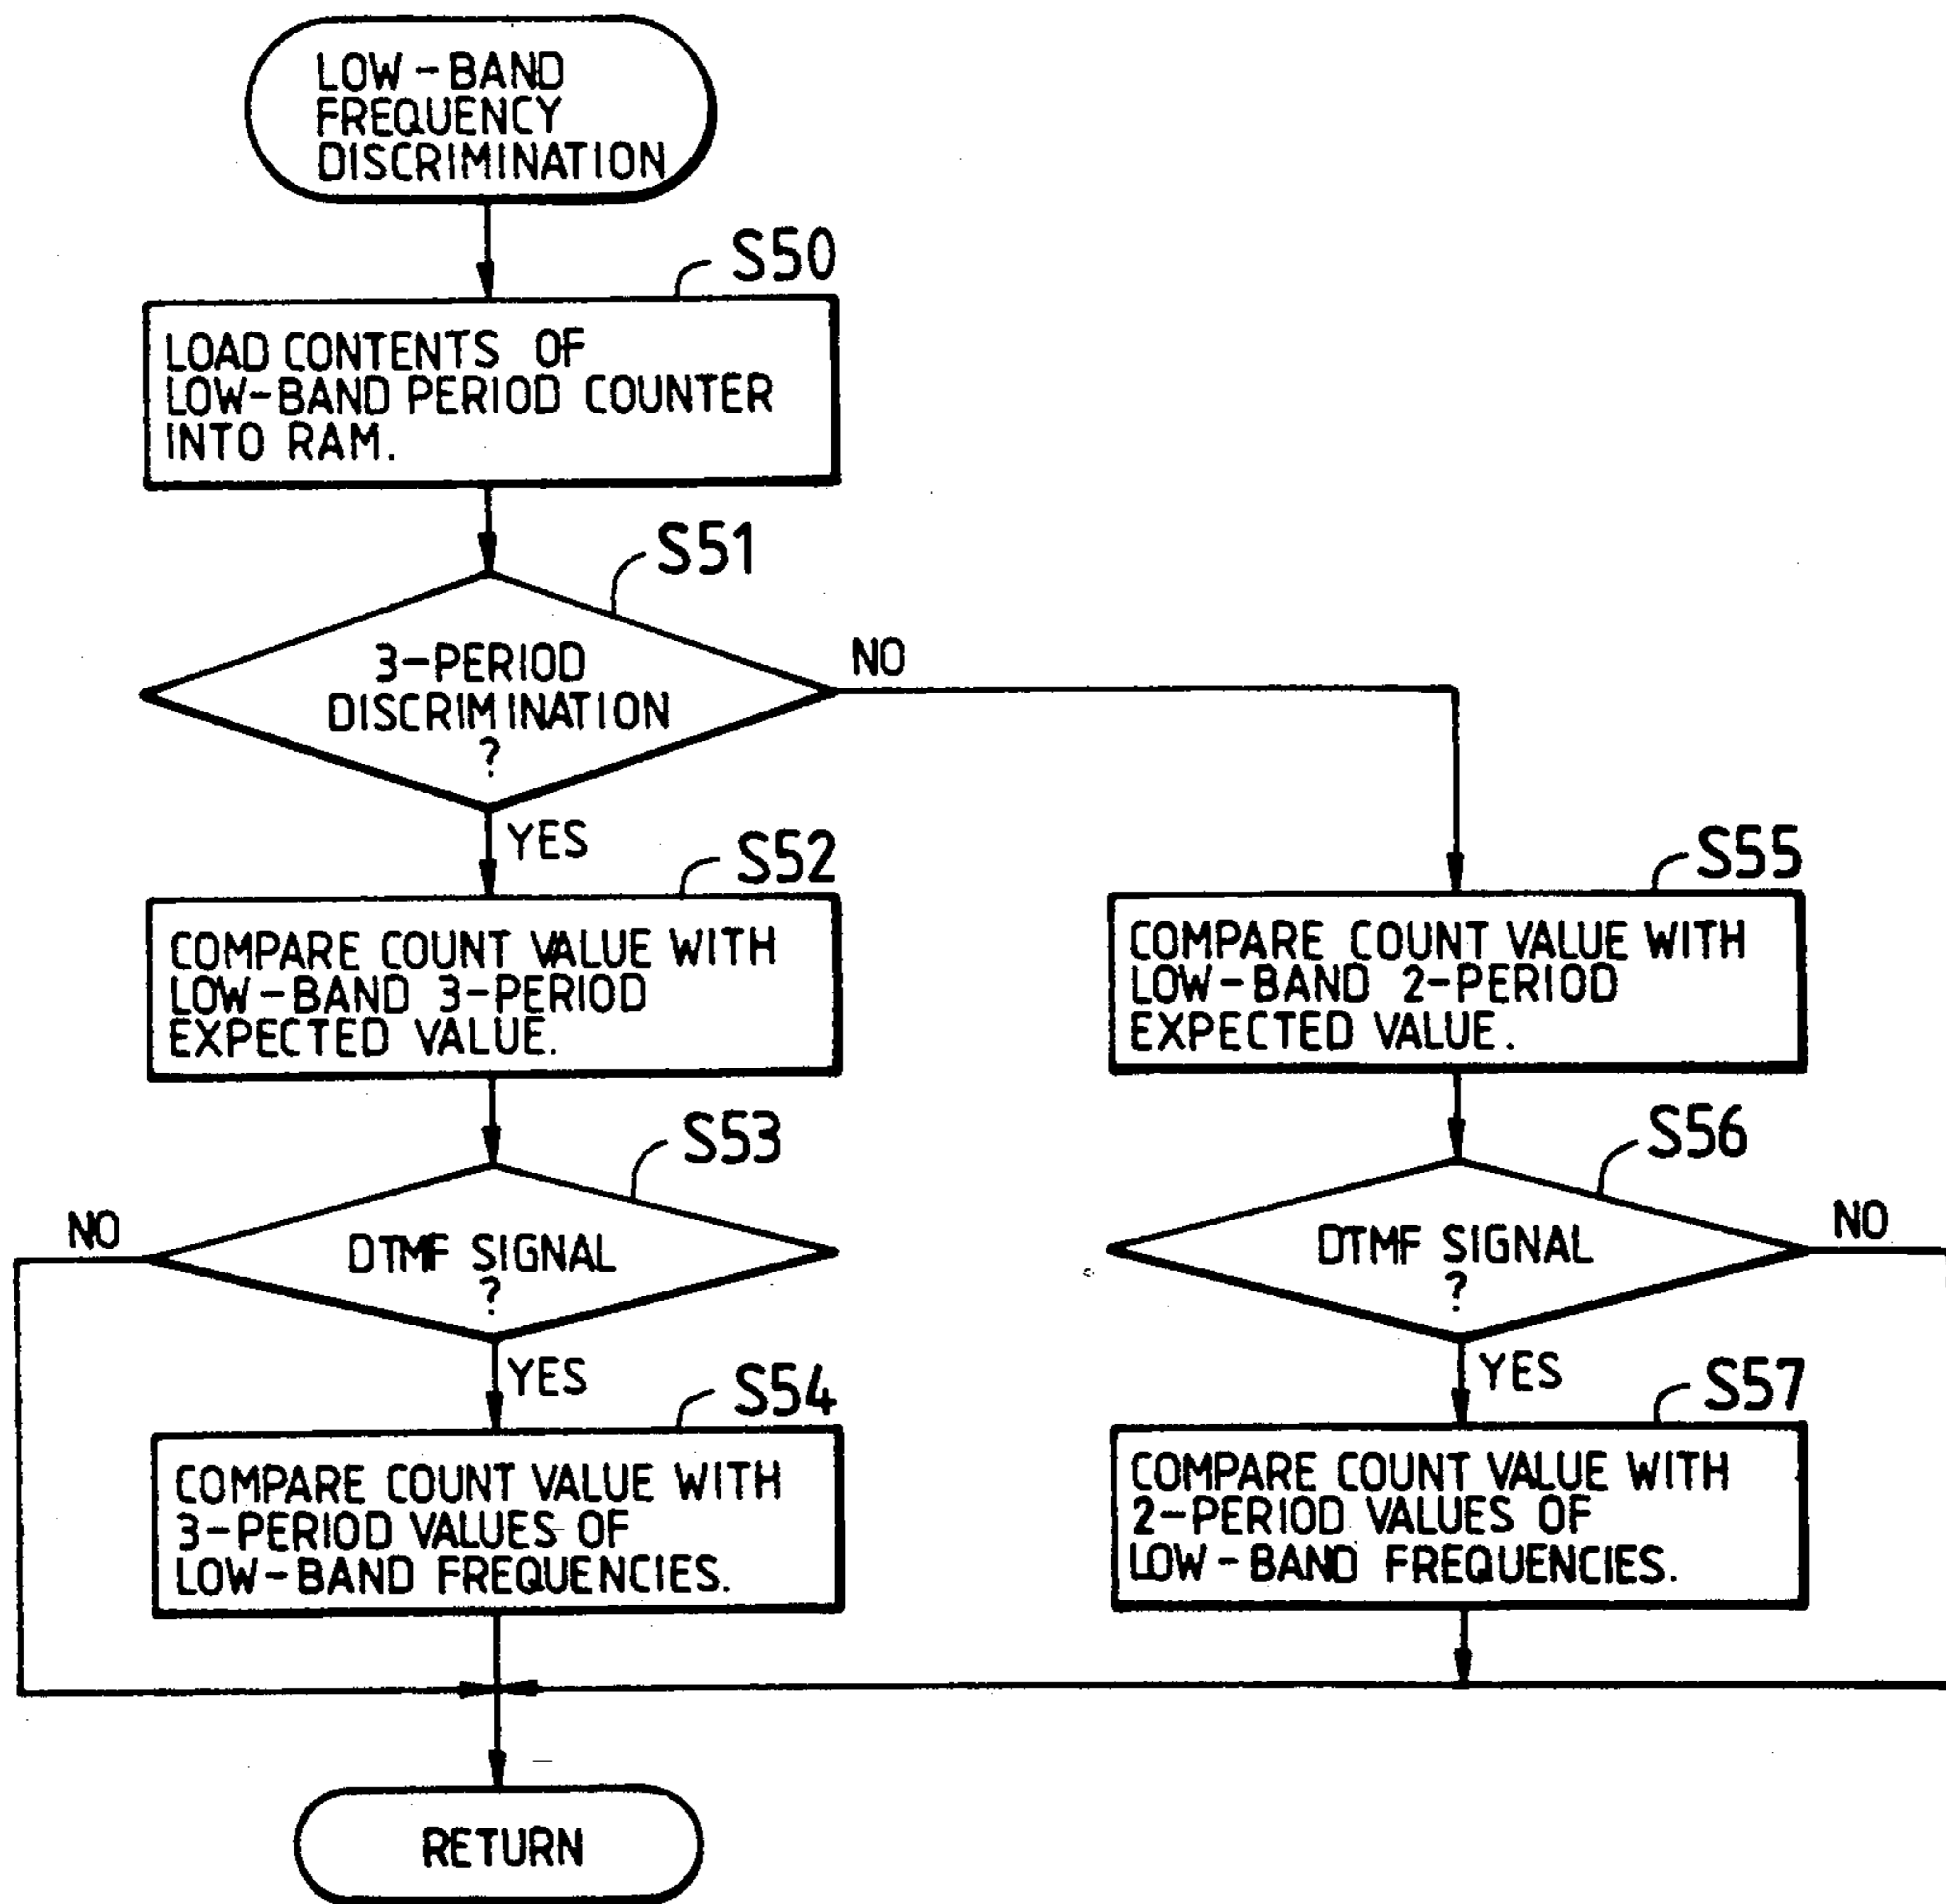 LOW-BAND
FREQUENCY
DISCRIMINATION
S50
LOAD CONTENTS OF
LOW-BAND PERIOD COUNTER
INTO RAM.
S51
3-PERIOD
DISCRIMINATION
?
NO
YES
S52
COMPARE COUNT VALUE WITH
LOW-BAND 3-PERIOD
EXPECTED VALUE.
S53
DTMF SIGNAL
?
NO
YES
S54
COMPARE COUNT VALUE WITH
3-PERIOD VALUES OF
LOW-BAND FREQUENCIES.
S55
COMPARE COUNT VALUE WITH
LOW-BAND 2-PERIOD
EXPECTED VALUE.
S56
DTMF SIGNAL
?
NO
YES
S57
COMPARE COUNT VALUE WITH
2-PERIOD VALUES OF
LOW-BAND FREQUENCIES.
RETURN